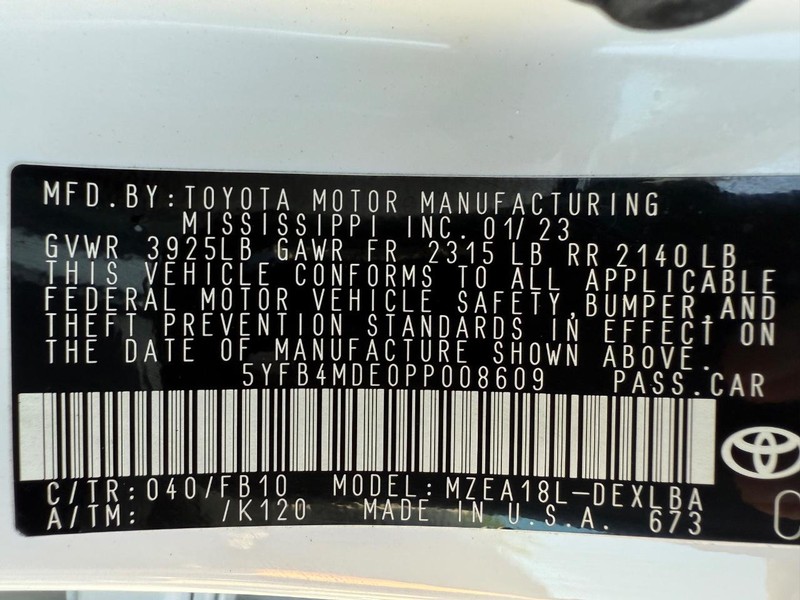 MFD.BY:TOYOTA MOTOR MANUFACTURING
MISSISSIPPI INC. 01/23
GVWR 3925LB GAWR FR 2315 LB RR 2140 LB
THIS VEHICLE CONFORMS TO ALL APPLICABLE
FEDERAL MOTOR VEHICLE SAFETY,BUMPER,AND
THEFT PREVENTION STANDARDS IN EFFECT ON
THE DATE OF MANUFACTURE SHOWN ABOVE.
5YFB4MDE0PP008609 PASS.CAR
C/TR:040/FB10 MODEL:MZEA18L-DEXLBA
A/TM: /K120 MADE IN U.S.A. 673